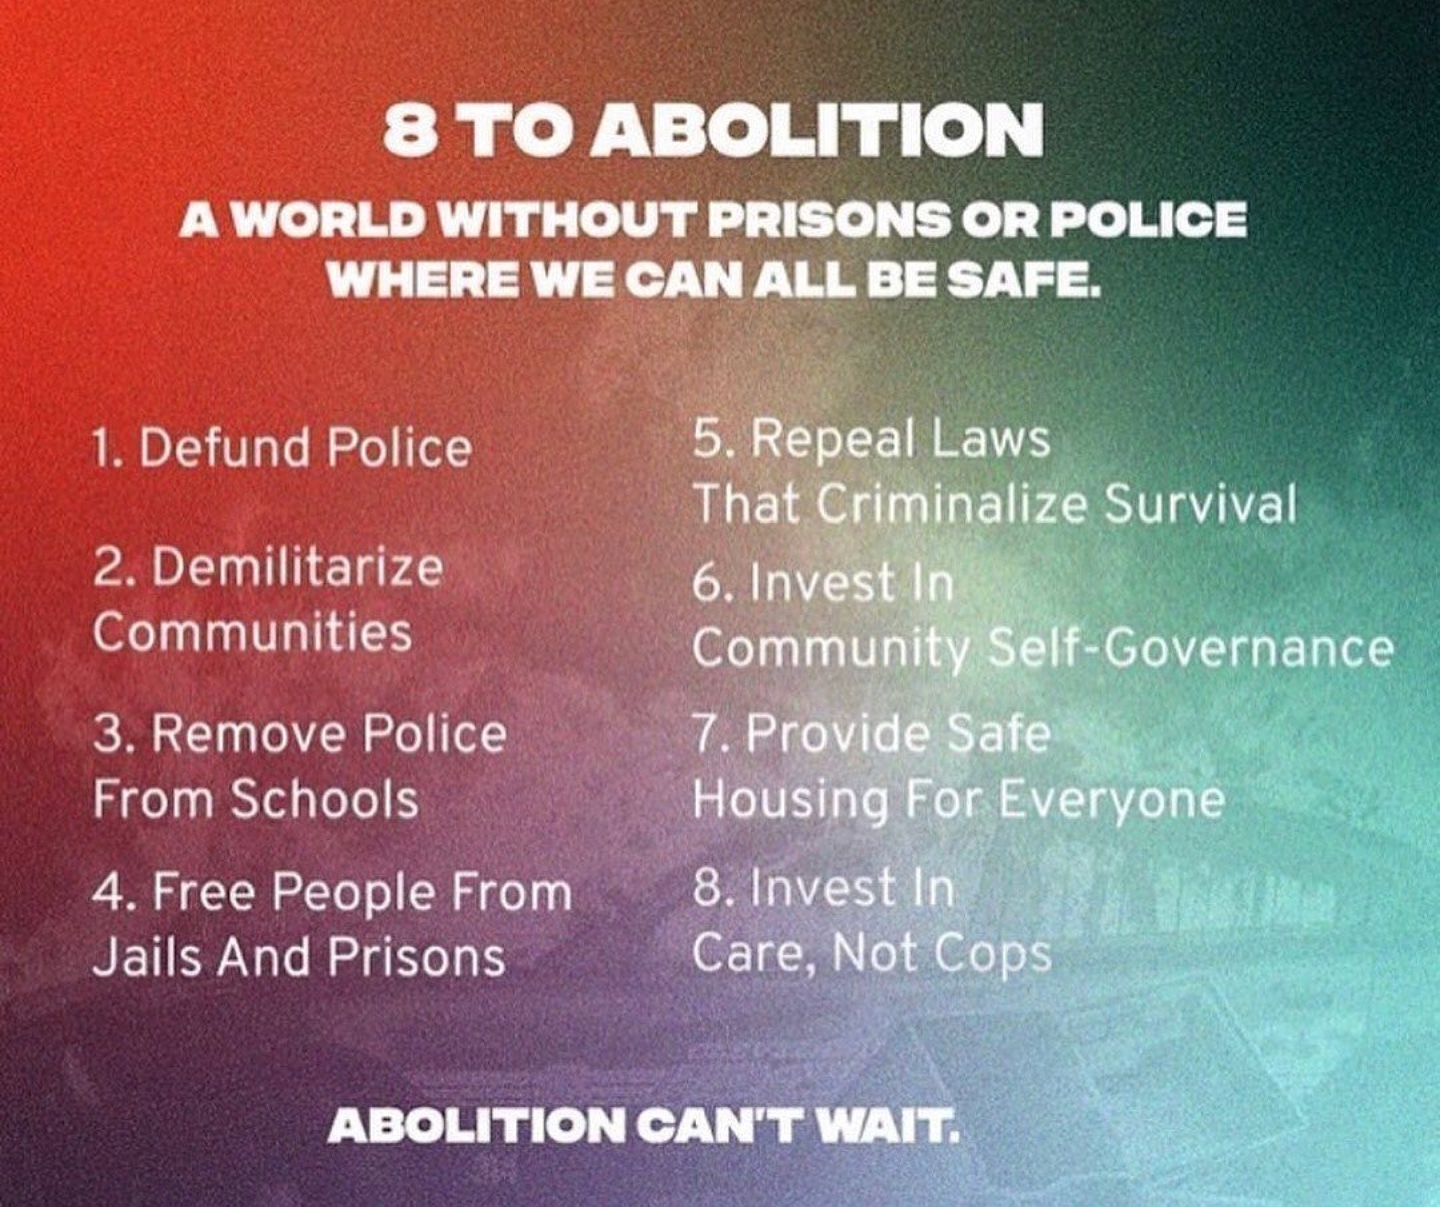 8 TO ABOLITION
A WORLD WITHOUT PRISONS OR POLICE
WHERE WE CAN ALL BE SAFE.
1. Defund Police
2. Demilitarize
Communities
3. Remove Police
From Schools
4. Free People From
Jails And Prisons
5. Repeal Laws
That Criminalize Survival
6. Invest In
Community Self-Governance
7. Provide Safe
Housing For Everyone
8. Invest In
Care, Not Cops
ABOLITION CAN'T WAIT.